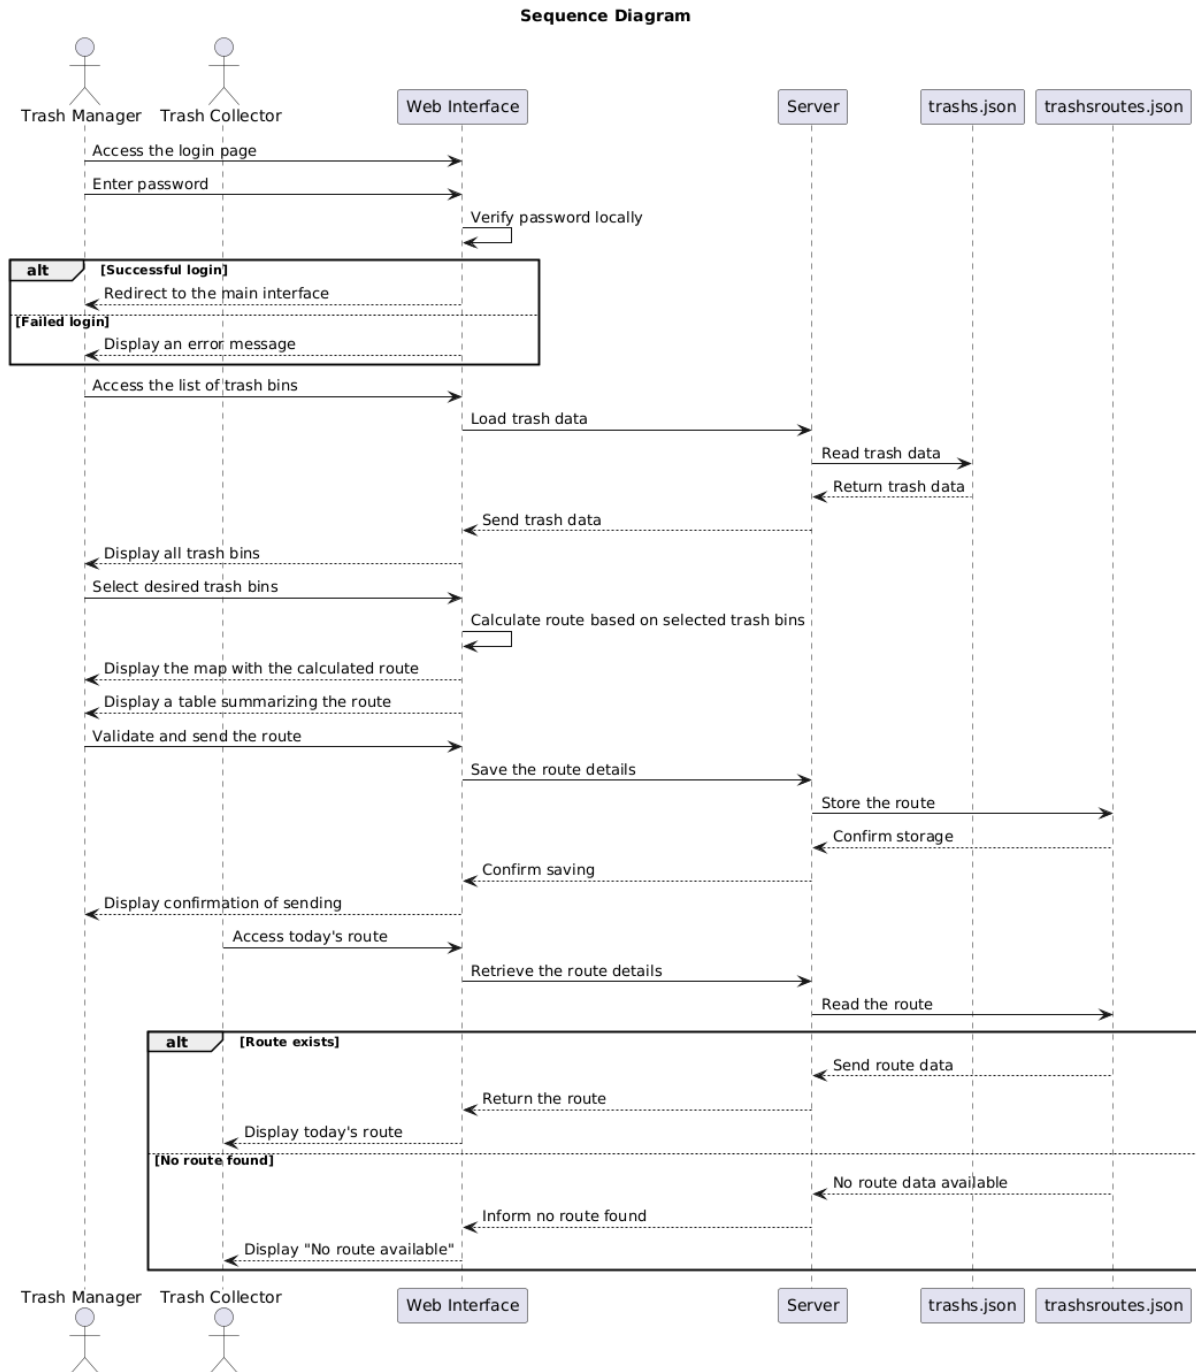 Sequence Diagram
Trash Manager
Trash Collector
Web Interface
Server
trashs.json
trashsroutes.json
Access the login page
Enter password
Verify password locally
alt
[Successful login]
Redirect to the main interface
[Failed login]
Display an error message
Access the list of trash bins
Load trash data
Read trash data
Return trash data
Send trash data
Display all trash bins
Select desired trash bins
Calculate route based on selected trash bins
Display the map with the calculated route
Display a table summarizing the route
Validate and send the route
Save the route details
Store the route
Confirm storage
Confirm saving
Display confirmation of sending
Access today's route
Retrieve the route details
Read the route
alt
[Route exists]
Send route data
Return the route
Display today's route
[No route found]
No route data available
Inform no route found
Display "No route available"
Trash Manager
Trash Collector
Web Interface
Server
trashs.json
trashsroutes.json